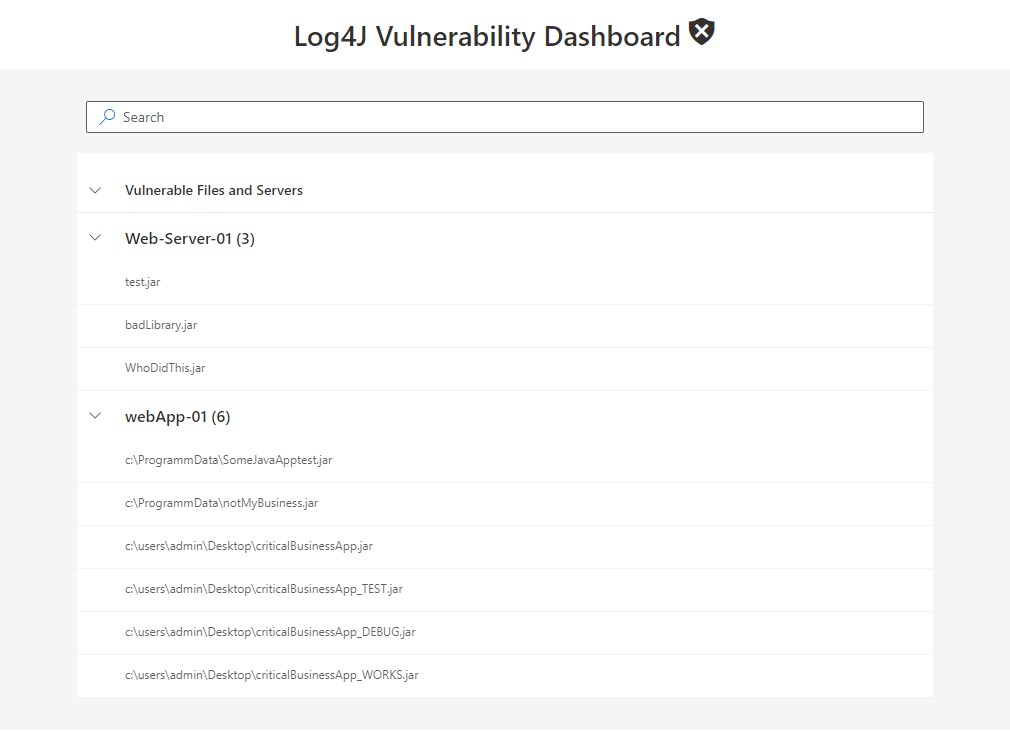 Log4J Vulnerability Dashboard
Search
Vulnerable Files and Servers
Web-Server-01 (3)
test.jar
badLibrary.jar
WhoDidThis.jar
webApp-01 (6)
c:\ProgrammData\SomeJavaApptest.jar
c:\ProgrammData\notMyBusiness.jar
c:\users\admin\Desktop\criticalBusinessApp.jar
c:\users\admin\Desktop\criticalBusinessApp_TEST.jar
c:\users\admin\Desktop\criticalBusinessApp_DEBUG.jar
c:\users\admin\Desktop\criticalBusinessApp_WORKS.jar